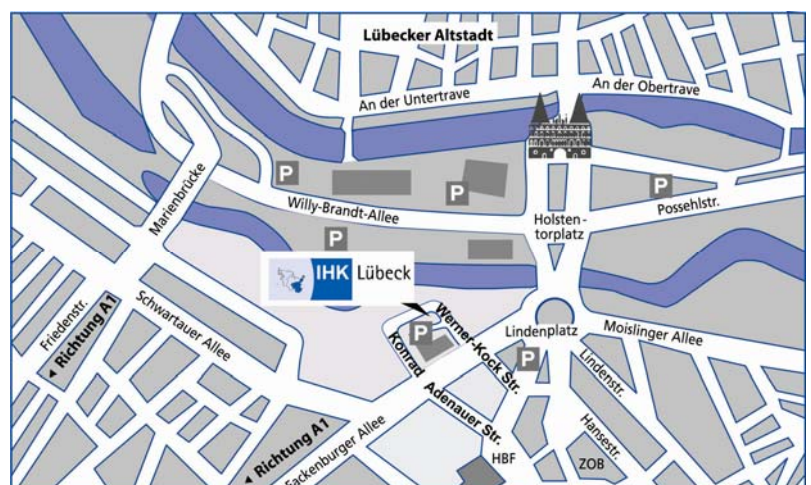 Lübecker Altstadt
An der Untertrave
An der Obertrave
P
P
P
Marienbrücke
Willy-Brandt-Allee
Holsten-
torplatz
Possehlstr.
P
IHK Lübeck
Friedenstr.
Richtung A1
Schwartauer Allee
P
Konrad
Werner-Kock Str.
Lindenplatz
Moislinger Allee
P
Adenauer Str.
Lindenstr.
Hansestr.
Richtung A1
Fackenburger Allee
HBF
ZOB